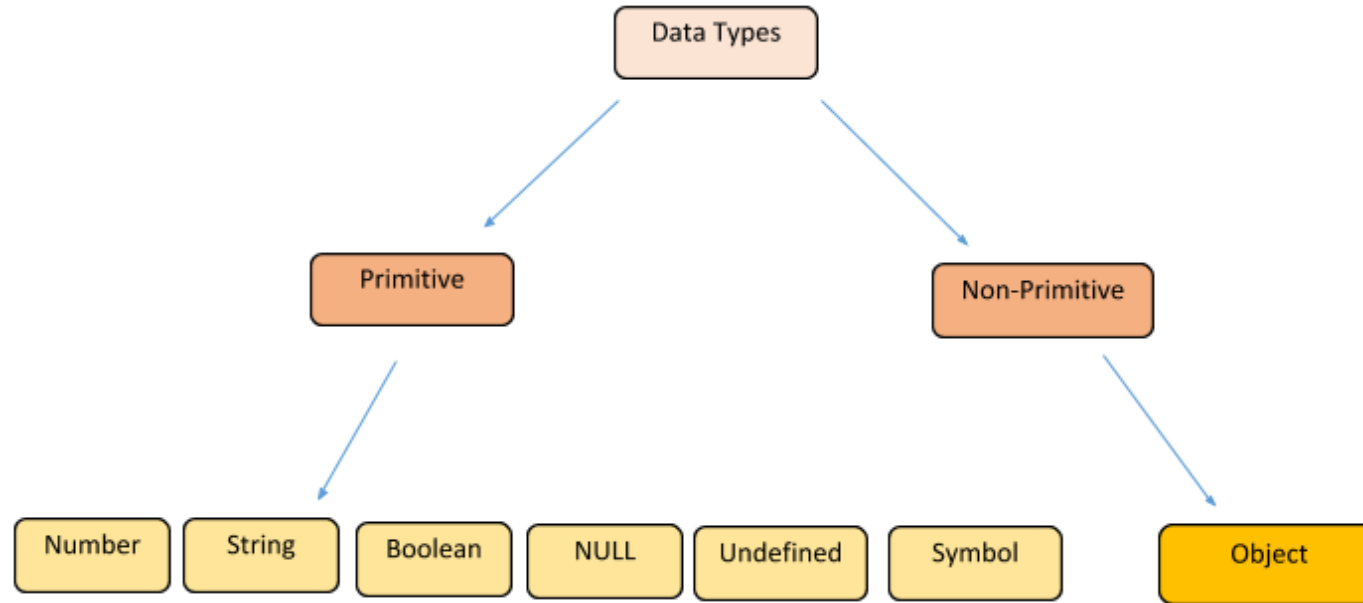 Data Types
Primitive
Non-Primitive
Number
String
Boolean
NULL
Undefined
Symbol
Object